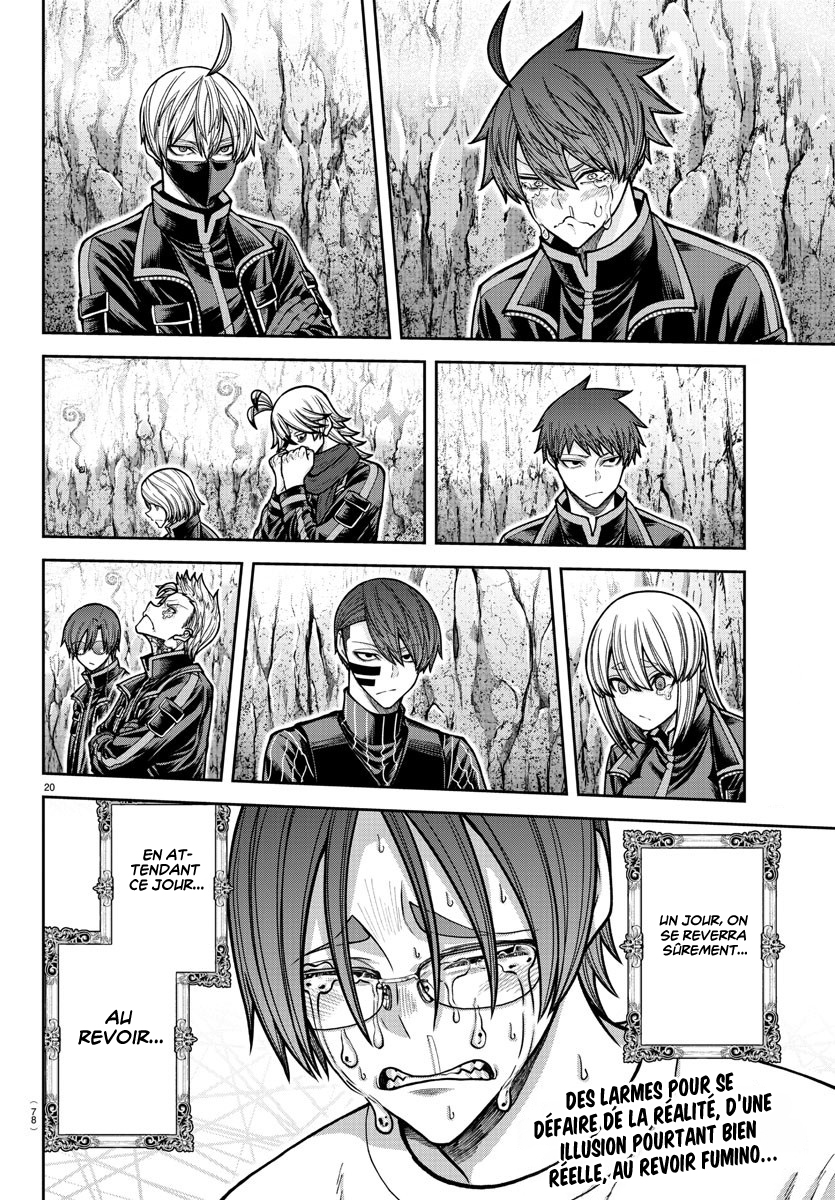 20
UN JOUR, ON
SE REVERRA
SÛREMENT...
EN AT-
TENDANT
CE JOUR...
AU
REVOIR...
DES LARMES POUR SE
DÉFAIRE DE LA RÉALITÉ, D'UNE
ILLUSION POURTANT BIEN
RÉELLE, AU REVOIR FUMINO...
(78)